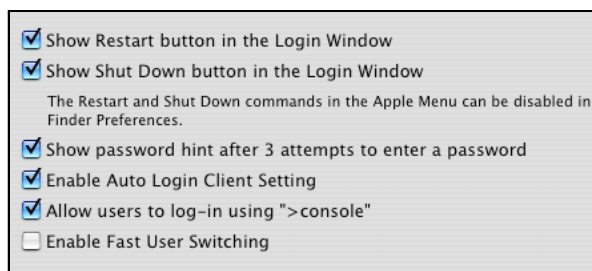 Show Restart button in the Login Window
Show Shut Down button in the Login Window
The Restart and Shut Down commands in the Apple Menu can be disabled in
Finder Preferences.
Show password hint after 3 attempts to enter a password
Enable Auto Login Client Setting
Allow users to log-in using ">console"
Enable Fast User Switching